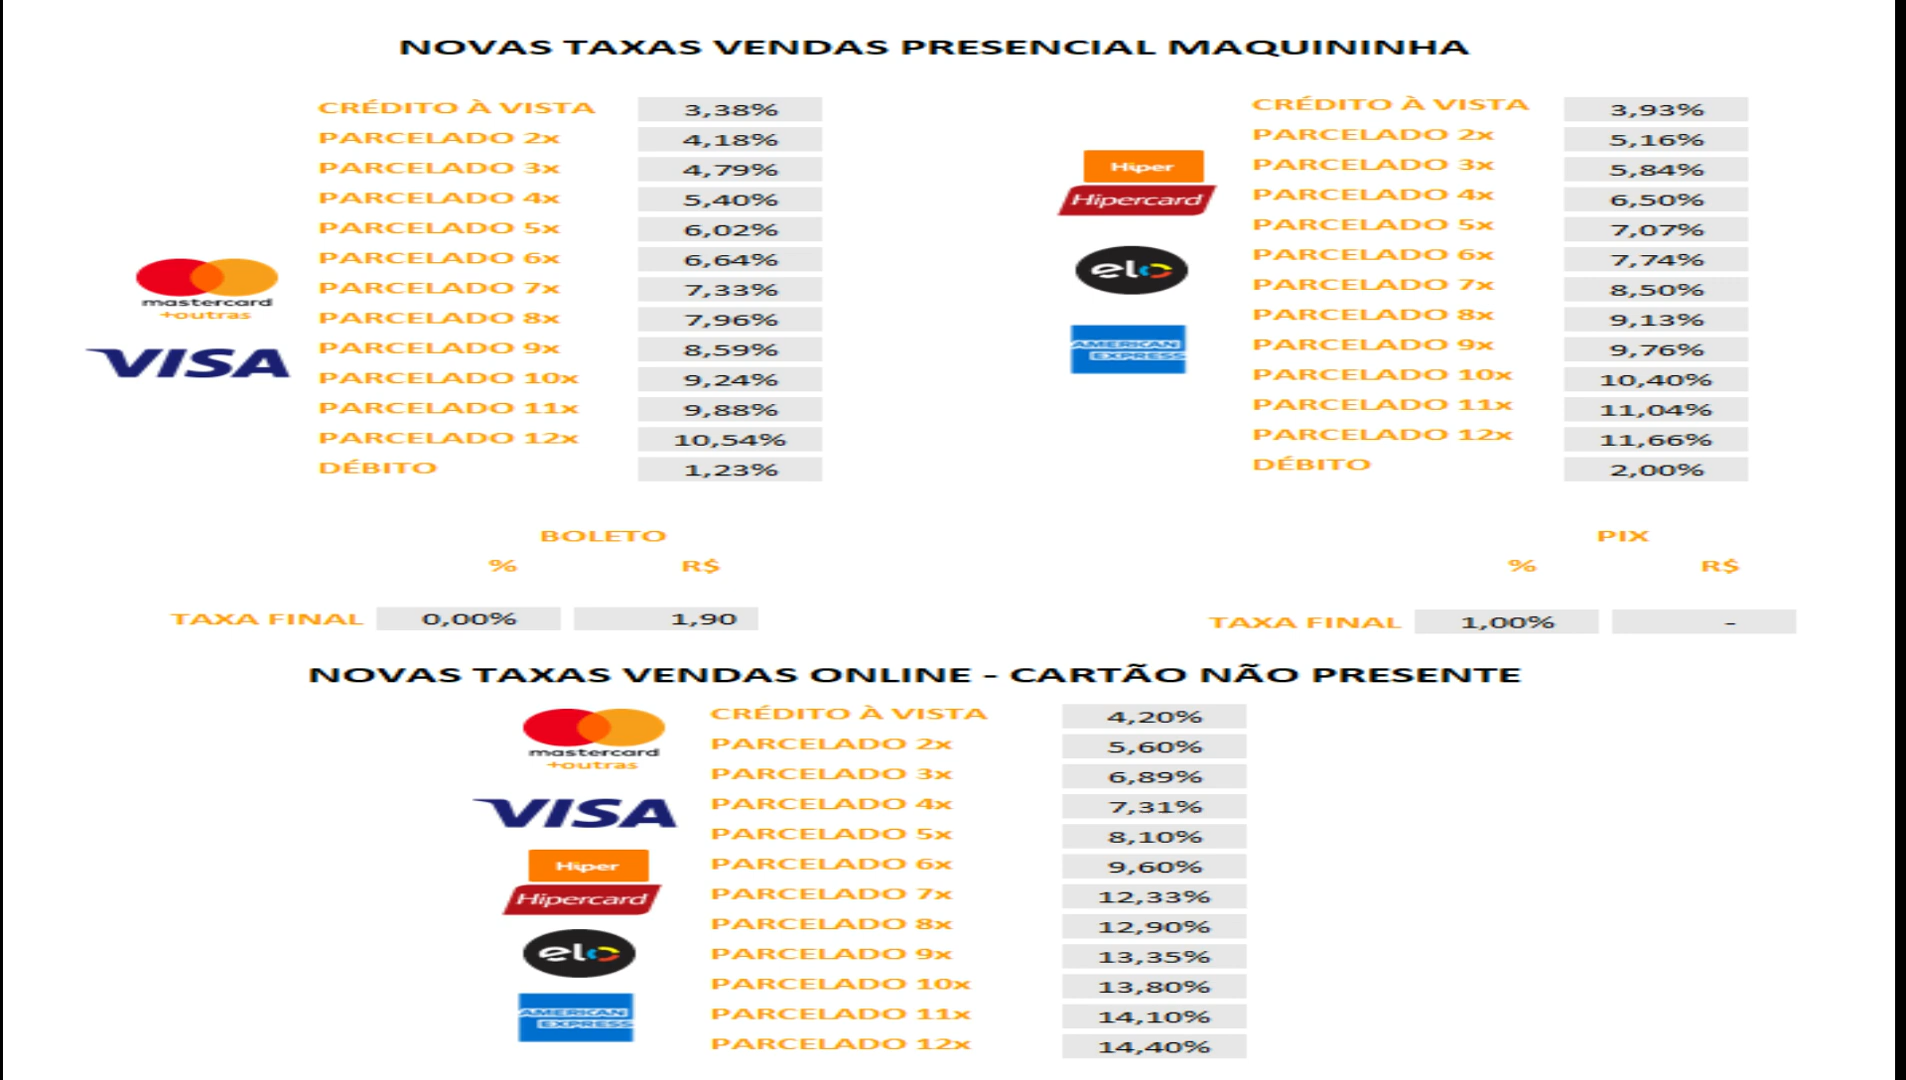 NOVAS TAXAS VENDAS PRESENCIAL MAQUININHA
mastercard
+outras
VISA
CRÉDITO À VISTA 3,38%
PARCELADO 2x 4,18%
PARCELADO 3x 4,79%
PARCELADO 4x 5,40%
PARCELADO 5x 6,02%
PARCELADO 6x 6,64%
PARCELADO 7x 7,33%
PARCELADO 8x 7,96%
PARCELADO 9x 8,59%
PARCELADO 10x 9,24%
PARCELADO 11x 9,88%
PARCELADO 12x 10,54%
DÉBITO 1,23%
Hiper
Hipercard
elo
AMERICAN
EXPRESS
CRÉDITO À VISTA 3,93%
PARCELADO 2x 5,16%
PARCELADO 3x 5,84%
PARCELADO 4x 6,50%
PARCELADO 5x 7,07%
PARCELADO 6x 7,74%
PARCELADO 7x 8,50%
PARCELADO 8x 9,13%
PARCELADO 9x 9,76%
PARCELADO 10x 10,40%
PARCELADO 11x 11,04%
PARCELADO 12x 11,66%
DÉBITO 2,00%
BOLETO
% R$
TAXA FINAL 0,00% 1,90
PIX
% R$
TAXA FINAL 1,00% -
NOVAS TAXAS VENDAS ONLINE - CARTÃO NÃO PRESENTE
mastercard
+outras
VISA
Hiper
Hipercard
elo
AMERICAN
EXPRESS
CRÉDITO À VISTA 4,20%
PARCELADO 2x 5,60%
PARCELADO 3x 6,89%
PARCELADO 4x 7,31%
PARCELADO 5x 8,10%
PARCELADO 6x 9,60%
PARCELADO 7x 12,33%
PARCELADO 8x 12,90%
PARCELADO 9x 13,35%
PARCELADO 10x 13,80%
PARCELADO 11x 14,10%
PARCELADO 12x 14,40%